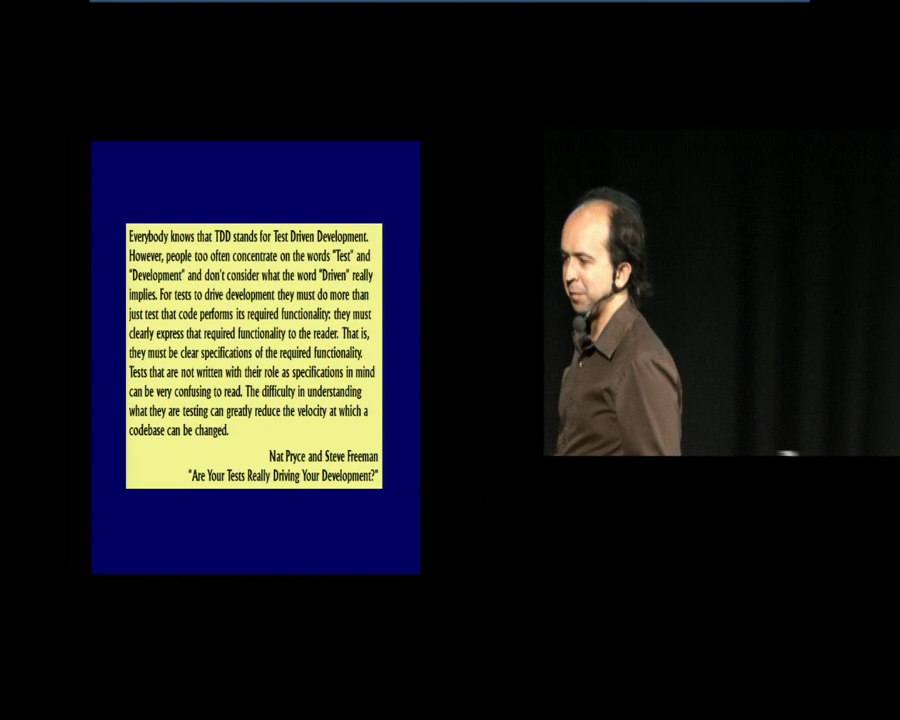 Everybody knows that TDD stands for Test Driven Development.
However, people too often concentrate on the words "Test" and
"Development" and don't consider what the word "Driven" really
implies. For tests to drive development they must do more than
just test that code performs its required functionality: they must
clearly express that required functionality to the reader. That is,
they must be clear specifications of the required functionality.
Tests that are not written with their role as specifications in mind
can be very confusing to read. The difficulty in understanding
what they are testing can greatly reduce the velocity at which a
codebase can be changed.
Nat Pryce and Steve Freeman
"Are Your Tests Really Driving Your Development?"